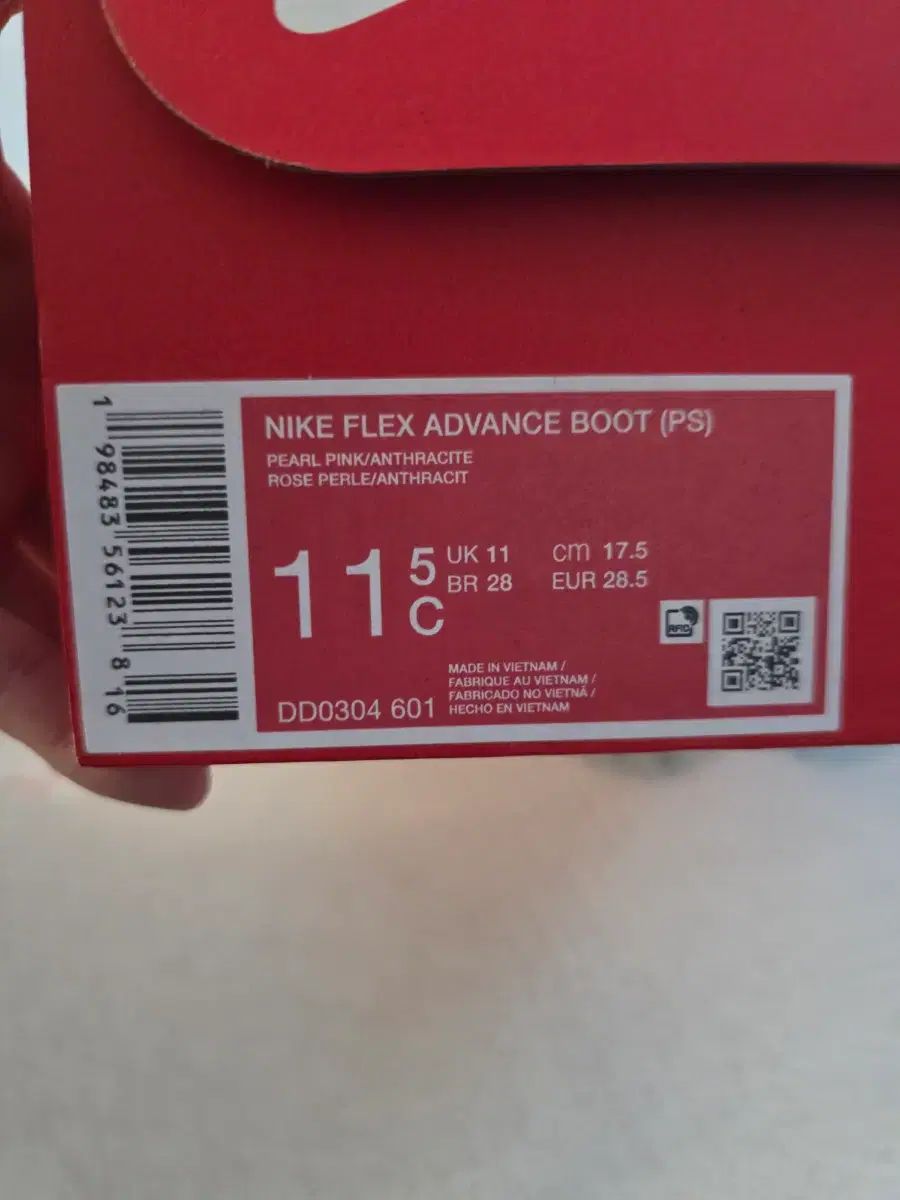 NIKE FLEX ADVANCE BOOT (PS)
PEARL PINK/ANTHRACITE
ROSE PERLE/ANTHRACIT
11 5 C
UK 11 cm 17.5
BR 28 EUR 28.5
RFID
MADE IN VIETNAM /
FABRIQUE AU VIETNAM /
FABRICADO NO VIETNÃ /
HECHO EN VIETNAM
DD0304 601
1 98483 56123 8 16